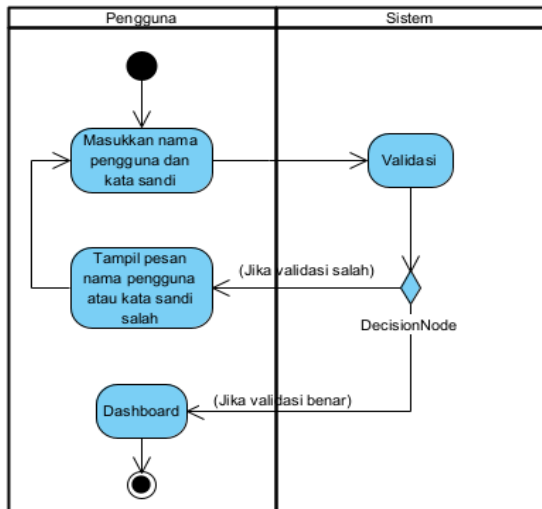 Pengguna
Sistem
Masukkan nama
pengguna dan
kata sandi
Validasi
Tampil pesan
nama pengguna
atau kata sandi
salah
(Jika validasi salah)
DecisionNode
Dashboard
(Jika validasi benar)